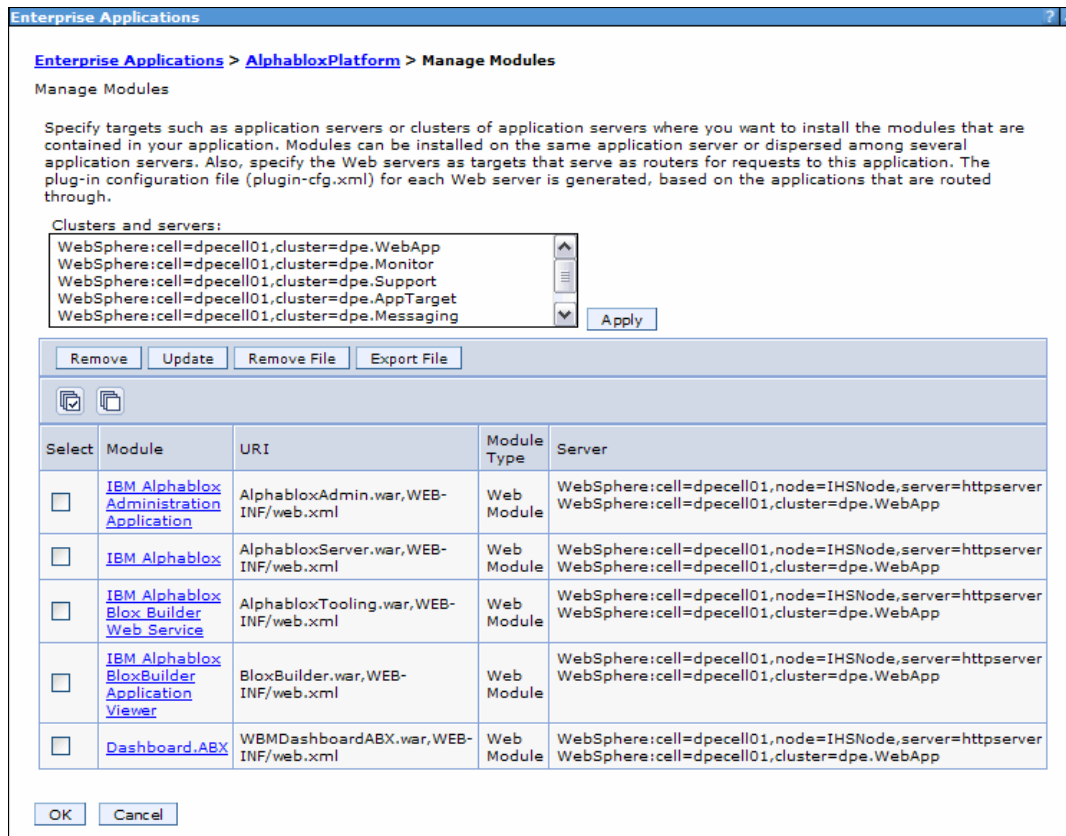 Enterprise Applications
?
Enterprise Applications > AlphabloxPlatform > Manage Modules
Manage Modules
Specify targets such as application servers or clusters of application servers where you want to install the modules that are
contained in your application. Modules can be installed on the same application server or dispersed among several
application servers. Also, specify the Web servers as targets that serve as routers for requests to this application. The
plug-in configuration file (plugin-cfg.xml) for each Web server is generated, based on the applications that are routed
through.
Clusters and servers:
WebSphere:cell=dpecell01,cluster=dpe.WebApp
WebSphere:cell=dpecell01,cluster=dpe.Monitor
WebSphere:cell=dpecell01,cluster=dpe.Support
WebSphere:cell=dpecell01,cluster=dpe.AppTarget
WebSphere:cell=dpecell01,cluster=dpe.Messaging
Apply
Remove Update Remove File Export File
Select Module URI Module Type Server
IBM Alphablox
Administration
Application
AlphabloxAdmin.war,WEB-
INF/web.xml
Web
Module
WebSphere:cell=dpecell01,node=IHSNode,server=httpserver
WebSphere:cell=dpecell01,cluster=dpe.WebApp
IBM Alphablox
AlphabloxServer.war,WEB-
INF/web.xml
Web
Module
WebSphere:cell=dpecell01,node=IHSNode,server=httpserver
WebSphere:cell=dpecell01,cluster=dpe.WebApp
IBM Alphablox
Blox Builder
Web Service
AlphabloxTooling.war,WEB-
INF/web.xml
Web
Module
WebSphere:cell=dpecell01,node=IHSNode,server=httpserver
WebSphere:cell=dpecell01,cluster=dpe.WebApp
IBM Alphablox
BloxBuilder
Application
Viewer
BloxBuilder.war,WEB-
INF/web.xml
Web
Module
WebSphere:cell=dpecell01,node=IHSNode,server=httpserver
WebSphere:cell=dpecell01,cluster=dpe.WebApp
Dashboard.ABX
WBMDashboardABX.war,WEB-
INF/web.xml
Web
Module
WebSphere:cell=dpecell01,node=IHSNode,server=httpserver
WebSphere:cell=dpecell01,cluster=dpe.WebApp
OK Cancel